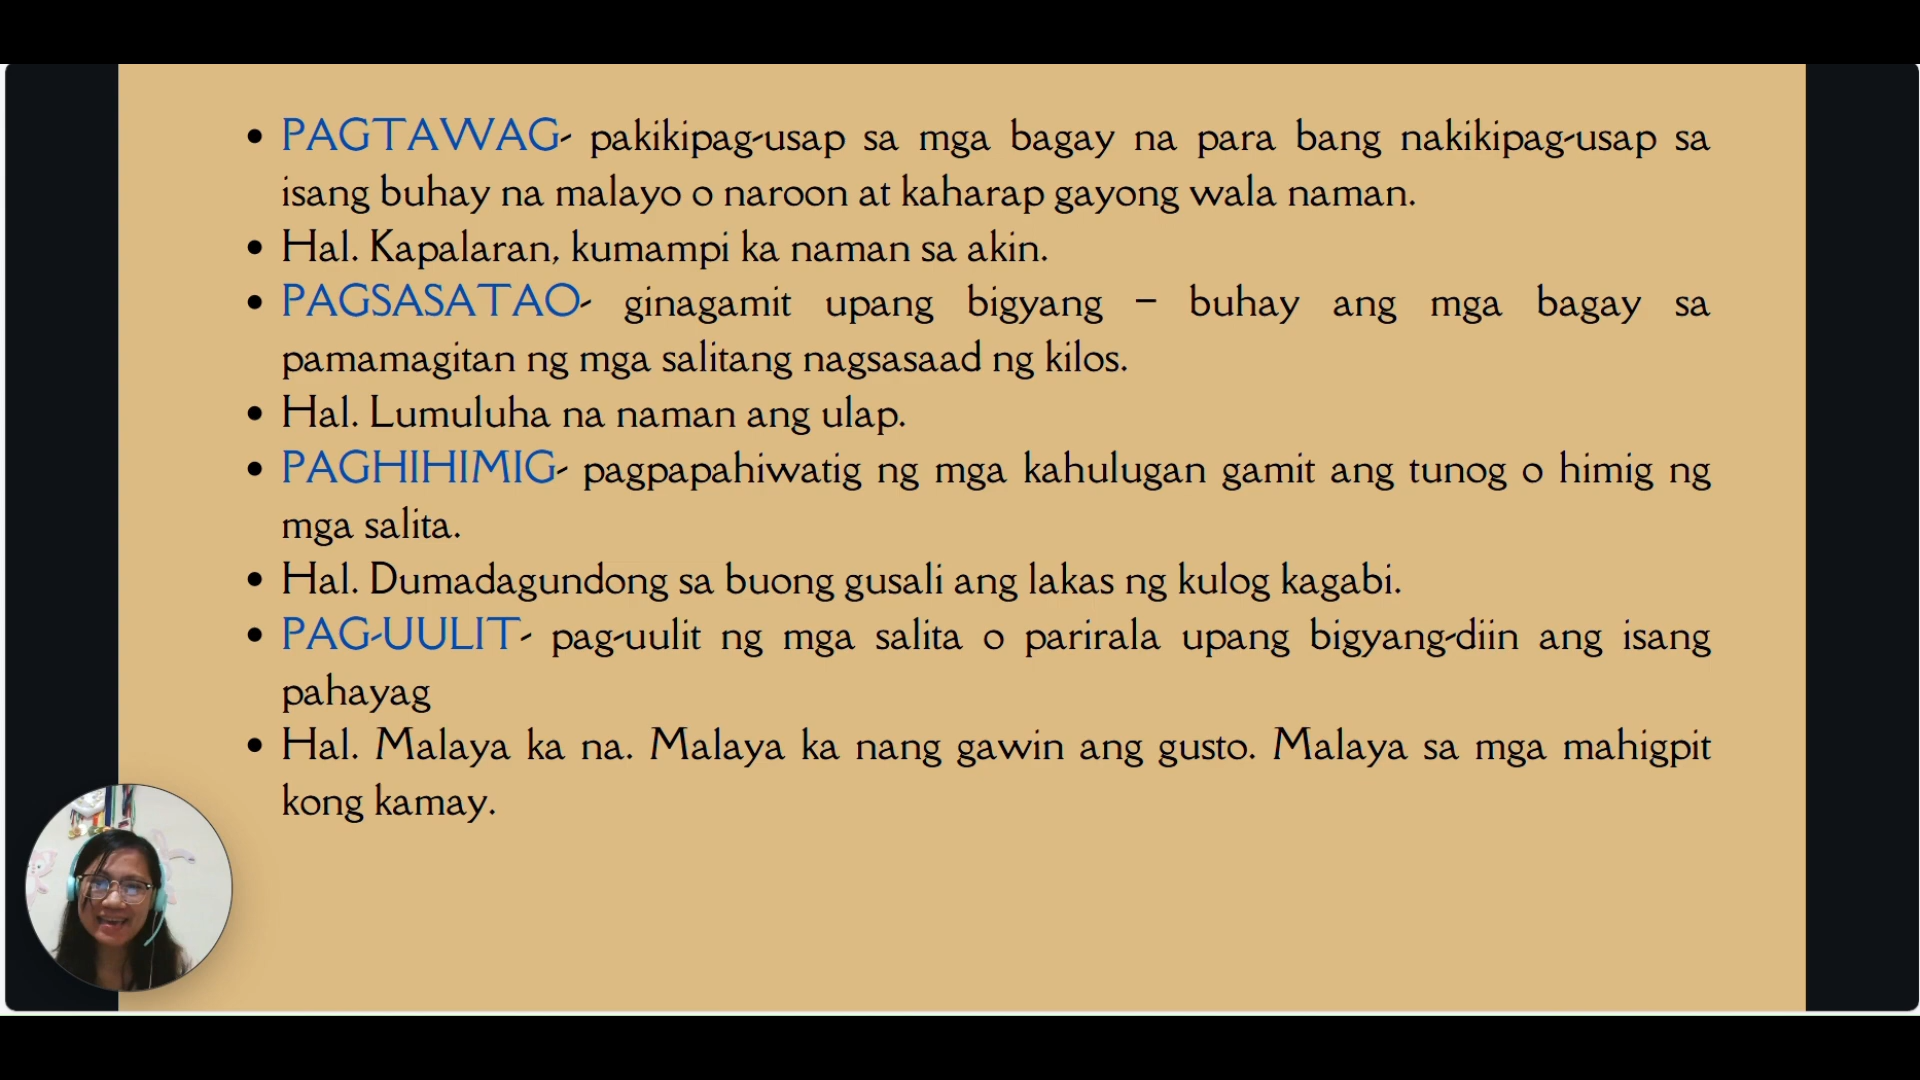 • PAGTAWAG- pakikipag-usap sa mga bagay na para bang nakikipag-usap sa
isang buhay na malayo o naroon at kaharap gayong wala naman.
• Hal. Kapalaran, kumampi ka naman sa akin.
• PAGSASATAO- ginagamit upang bigyang – buhay ang mga bagay sa
pamamagitan ng mga salitang nagsasaad ng kilos.
• Hal. Lumuluha na naman ang ulap.
• PAGHIHIMIG- pagpapahiwatig ng mga kahulugan gamit ang tunog o himig ng
mga salita.
• Hal. Dumadagundong sa buong gusali ang lakas ng kulog kagabi.
• PAG-UULIT- pag-uulit ng mga salita o parirala upang bigyang-diin ang isang
pahayag
• Hal. Malaya ka na. Malaya ka nang gawin ang gusto. Malaya sa mga mahigpit
kong kamay.